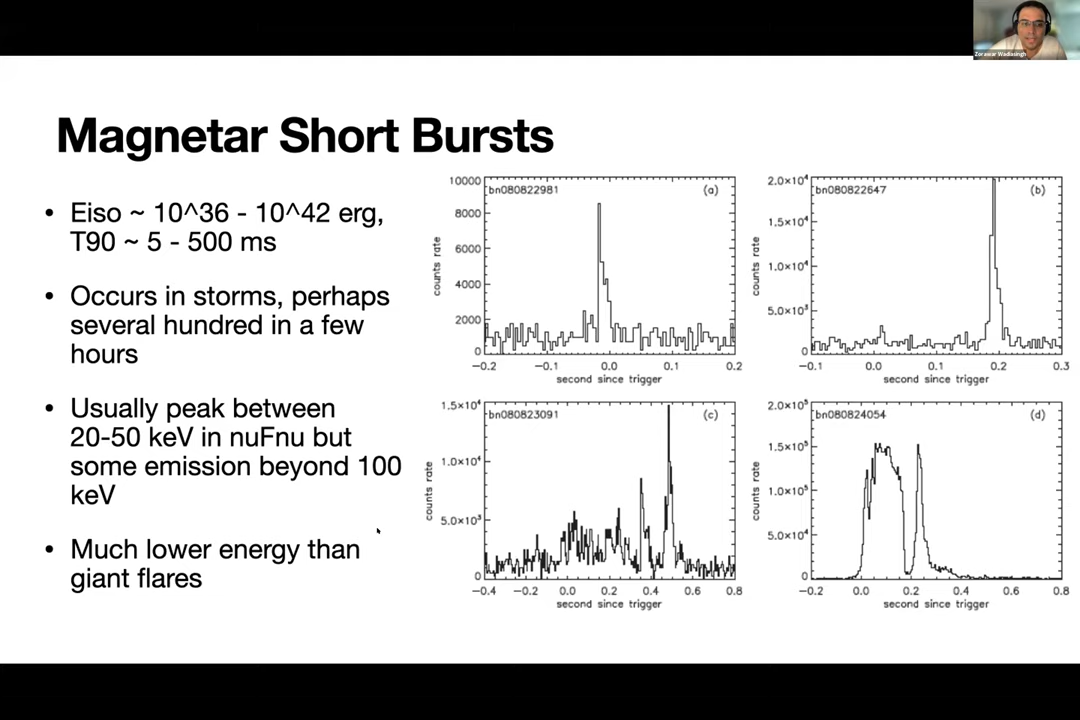 Zorawar Wadiasingh
Magnetar Short Bursts
• Eiso ~ 10^36 - 10^42 erg,
T90 ~ 5 - 500 ms
• Occurs in storms, perhaps
several hundred in a few
hours
• Usually peak between
20-50 keV in nuFnu but
some emission beyond 100
keV
• Much lower energy than
giant flares
bn080822981
(a)
10000
8000
6000
4000
2000
0
counts rate
−0.2 −0.1 0.0 0.1 0.2
second since trigger
bn080822647
(b)
2.0×10⁴
1.5×10⁴
1.0×10⁴
5.0×10³
0
counts rate
−0.1 0.0 0.1 0.2 0.3
second since trigger
bn080823091
(c)
1.5×10⁴
1.0×10⁴
5.0×10³
0
counts rate
−0.4 −0.2 0.0 0.2 0.4 0.6 0.8
second since trigger
bn080824054
(d)
2.0×10⁵
1.5×10⁵
1.0×10⁵
5.0×10⁴
0
counts rate
−0.2 0.0 0.2 0.4 0.6 0.8
second since trigger